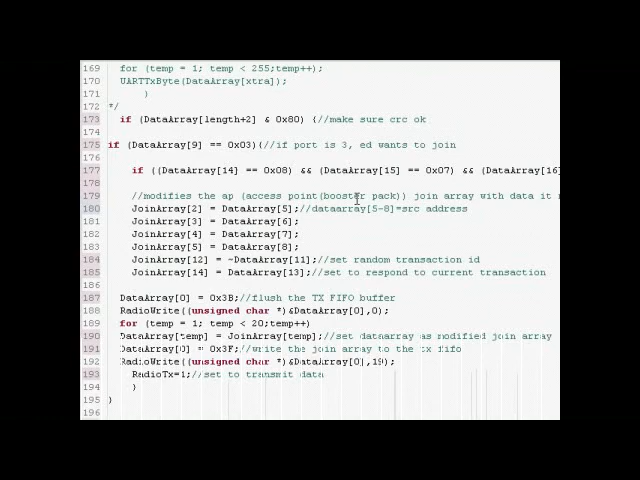 169 for (temp = 1; temp < 255;temp++);
170 UARTTxByte(DataArray[xtra]);
171 }
172 */
173 if (DataArray[length+2] & 0x80) {//make sure crc ok
174
175 if (DataArray[9] == 0x03){//if port is 3, ed wants to join
176
177 if ((DataArray[14] == 0x08) && (DataArray[15] == 0x07) && (DataArray[16]
178
179 //modifies the ap (access point(booster pack)) join array with data it
180 JoinArray[2] = DataArray[5];//dataarray[5-8]=src address
181 JoinArray[3] = DataArray[6];
182 JoinArray[4] = DataArray[7];
183 JoinArray[5] = DataArray[8];
184 JoinArray[12] = ~DataArray[11];//set random transaction id
185 JoinArray[14] = DataArray[13];//set to respond to current transaction
186
187 DataArray[0] = 0x3B;//flush the TX FIFO buffer
188 RadioWrite((unsigned char *)&DataArray[0],0);
189 for (temp = 1; temp < 20;temp++)
190 DataArray[temp] = JoinArray[temp];//set dataarray as modified join array
191 DataArray[0] = 0x3F;//write the join array to the tx fifo
192 RadioWrite((unsigned char *)&DataArray[0],19);
193 RadioTx=1;//set to transmit data
194 }
195 }
196